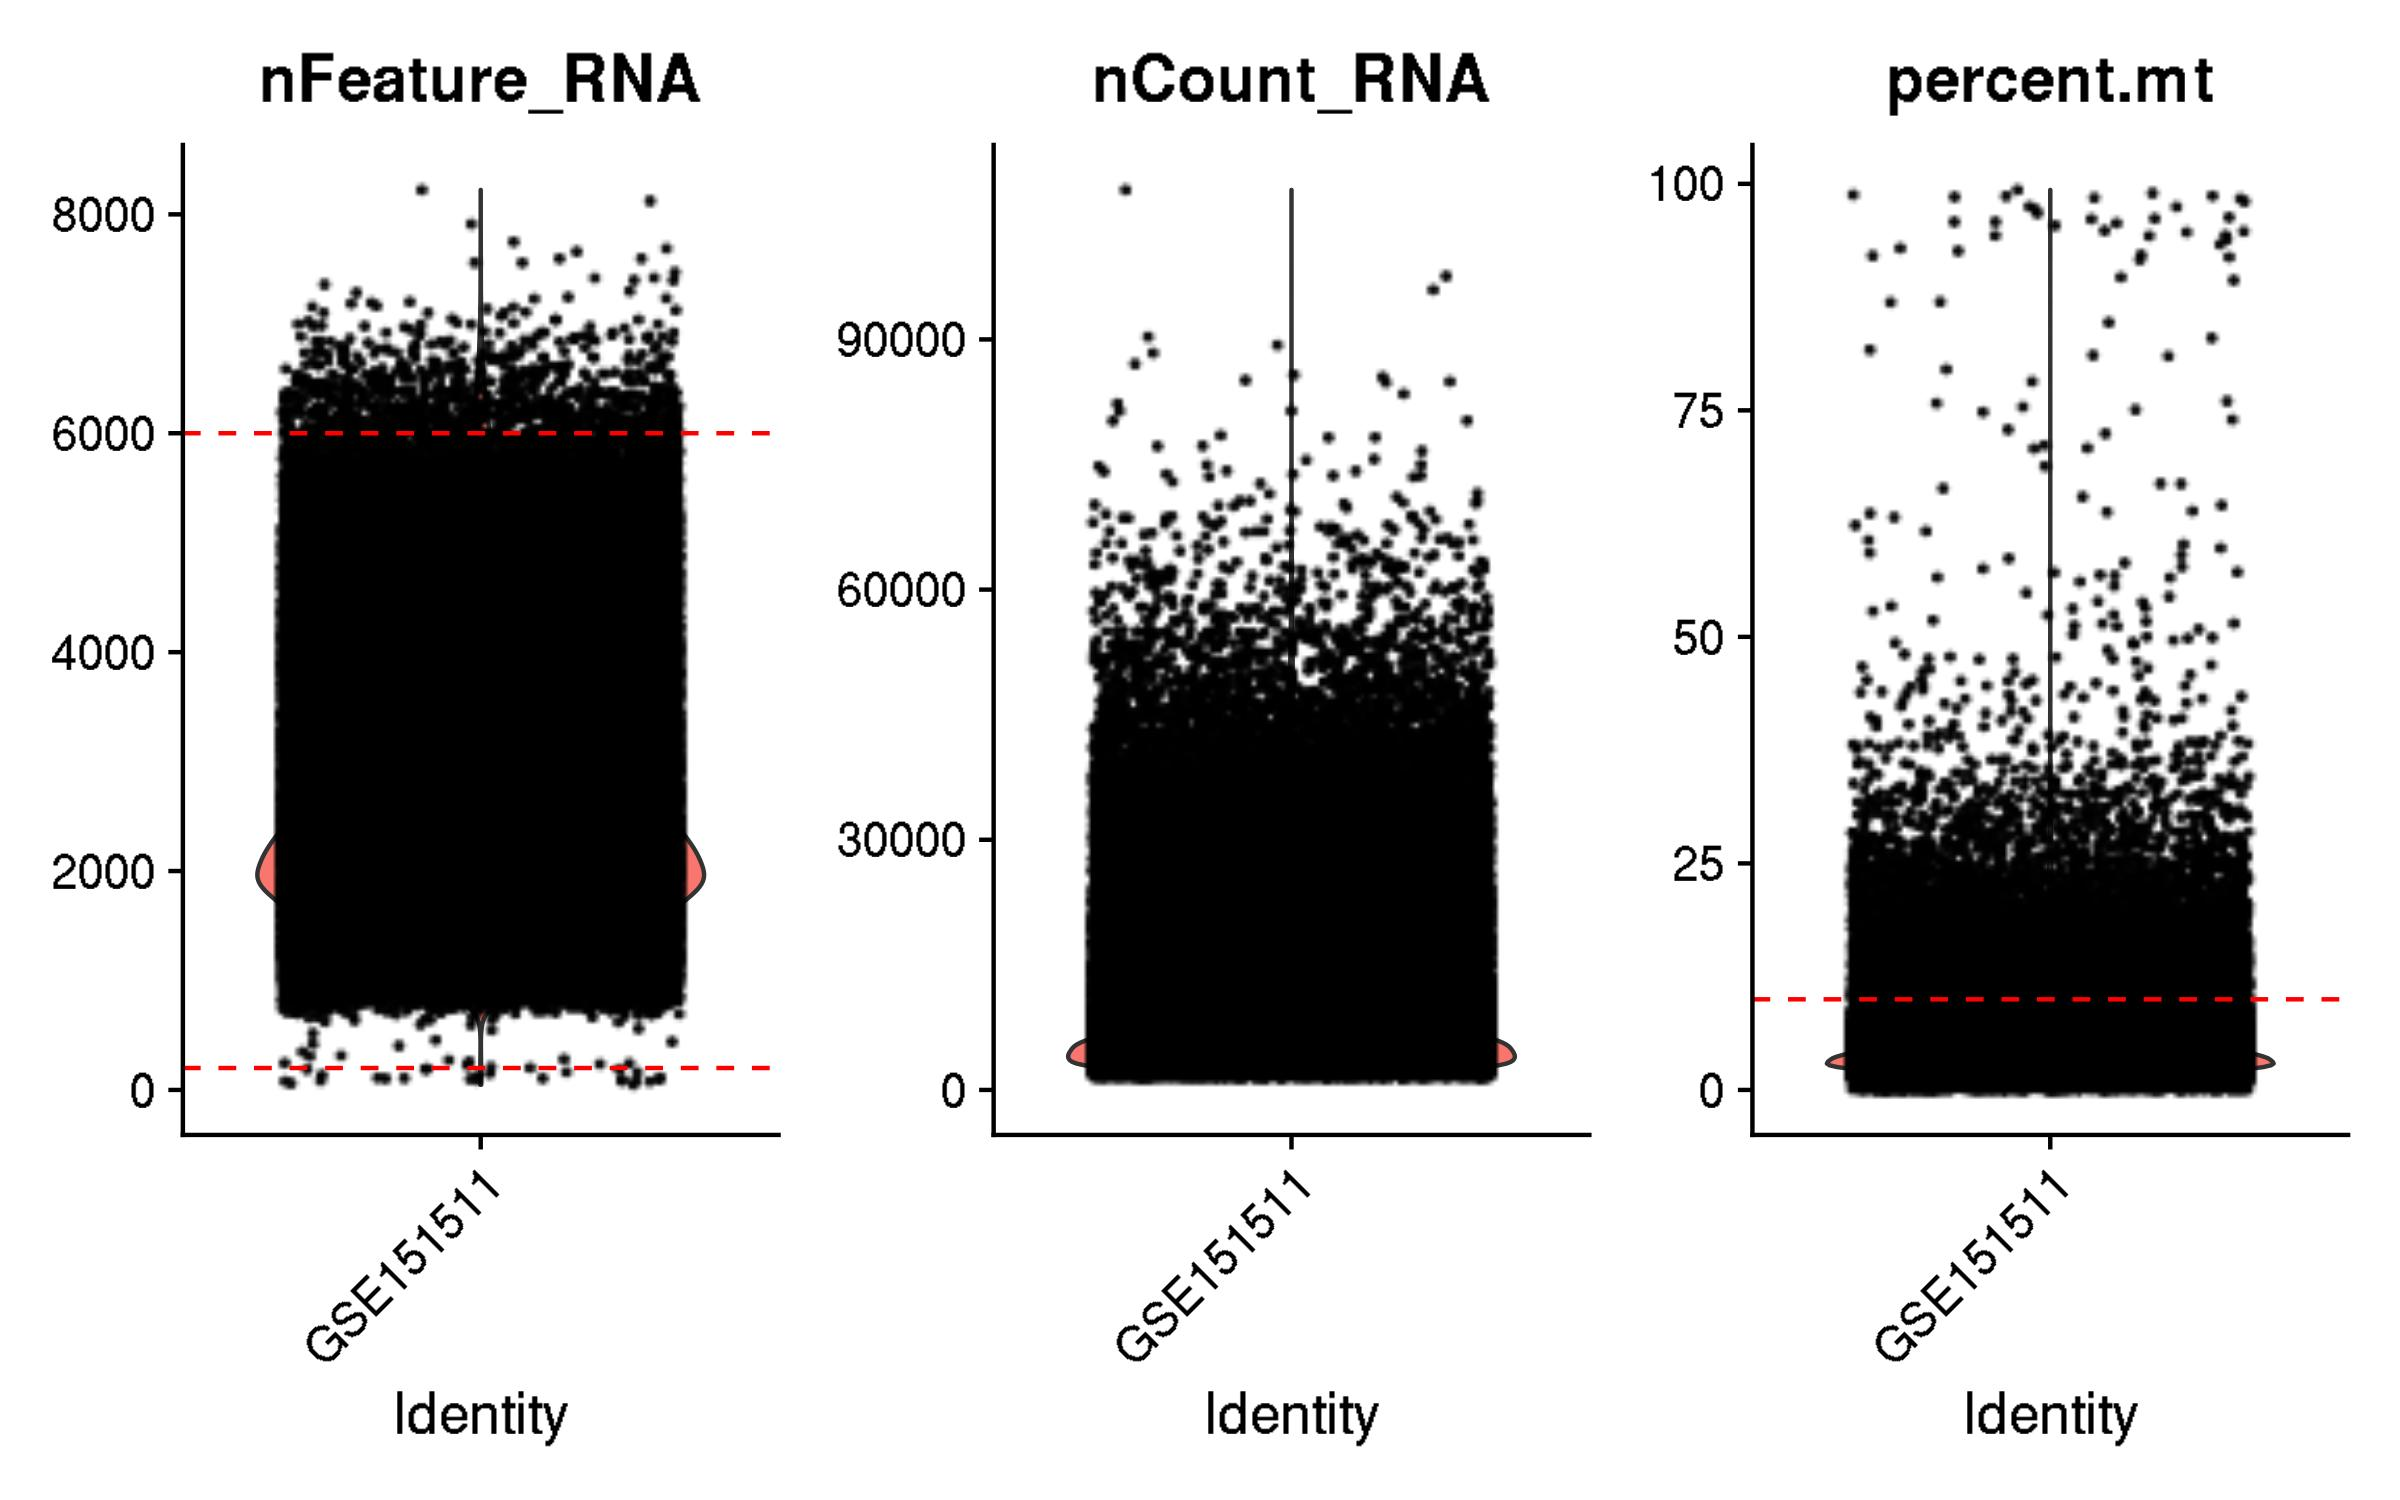 nFeature_RNA
8000
6000
4000
2000
0
GSE151511
Identity
nCount_RNA
90000
60000
30000
0
GSE151511
Identity
percent.mt
100
75
50
25
0
GSE151511
Identity